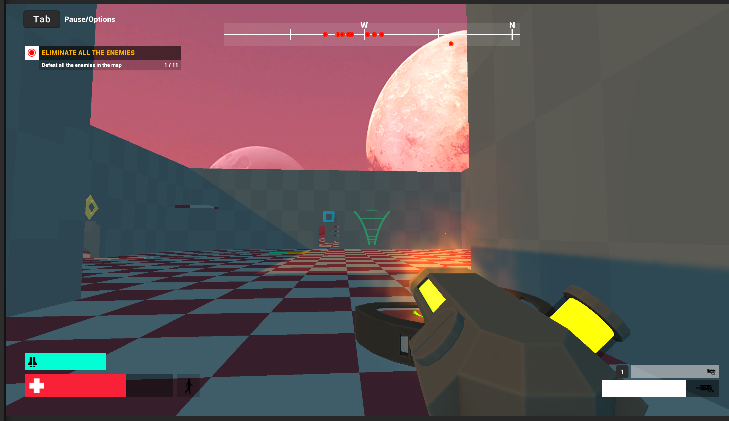 Tab Pause/Options
W
N
ELIMINATE ALL THE ENEMIES
Defeat all the enemies in the map 1 / 11
1